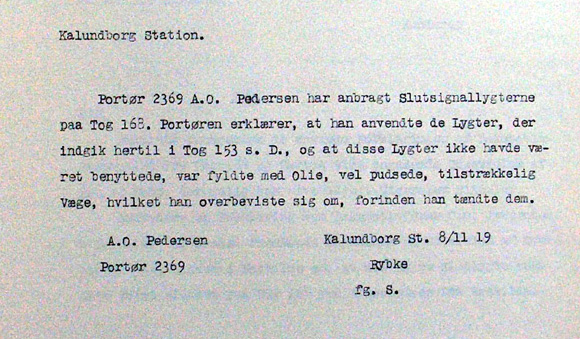 Kalundborg Station.
Portør 2369 A.O. Pedersen har anbragt Slutsignallygterne
paa Tog 168. Portøren erklærer, at han anvendte de Lygter, der
indgik hertil i Tog 153 s. D., og at disse Lygter ikke havde væ-
ret benyttede, var fyldte med Olie, vel pudsede, tilstrækkelig
Væge, hvilket han overbeviste sig om, forinden han tændte dem.
A.O. Pedersen Kalundborg St. 8/11 19
Portør 2369 Rybke
fg. S.